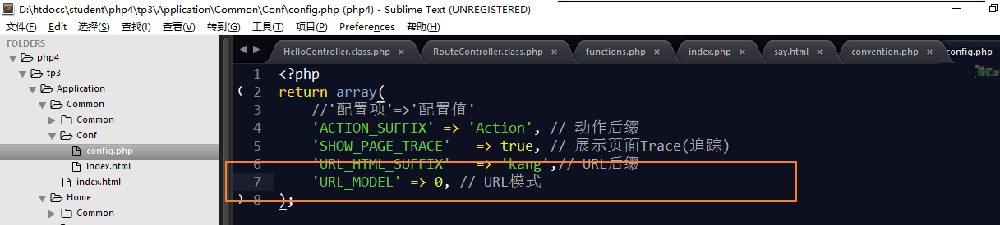 D:\htdocs\student\php4\tp3\Application\Common\Conf\config.php (php4) - Sublime Text (UNREGISTERED)
文件(F) Edit 选择(S) 查找(I) 查看(V) 转到(G) 工具(T) 项目(P) Preferences 帮助(H)
FOLDERS
php4
tp3
Application
Common
Common
Conf
config.php
index.html
index.html
Home
Common
HelloController.class.php × RouteController.class.php × functions.php × index.php × say.html × convention.php × config.php
1 <?php
2 return array(
3 //'配置项'=>'配置值'
4 'ACTION_SUFFIX' => 'Action', // 动作后缀
5 'SHOW_PAGE_TRACE' => true, // 展示页面Trace(追踪)
6 'URL_HTML_SUFFIX' => 'kang',// URL后缀
7 'URL_MODEL' => 0, // URL模式
8 );